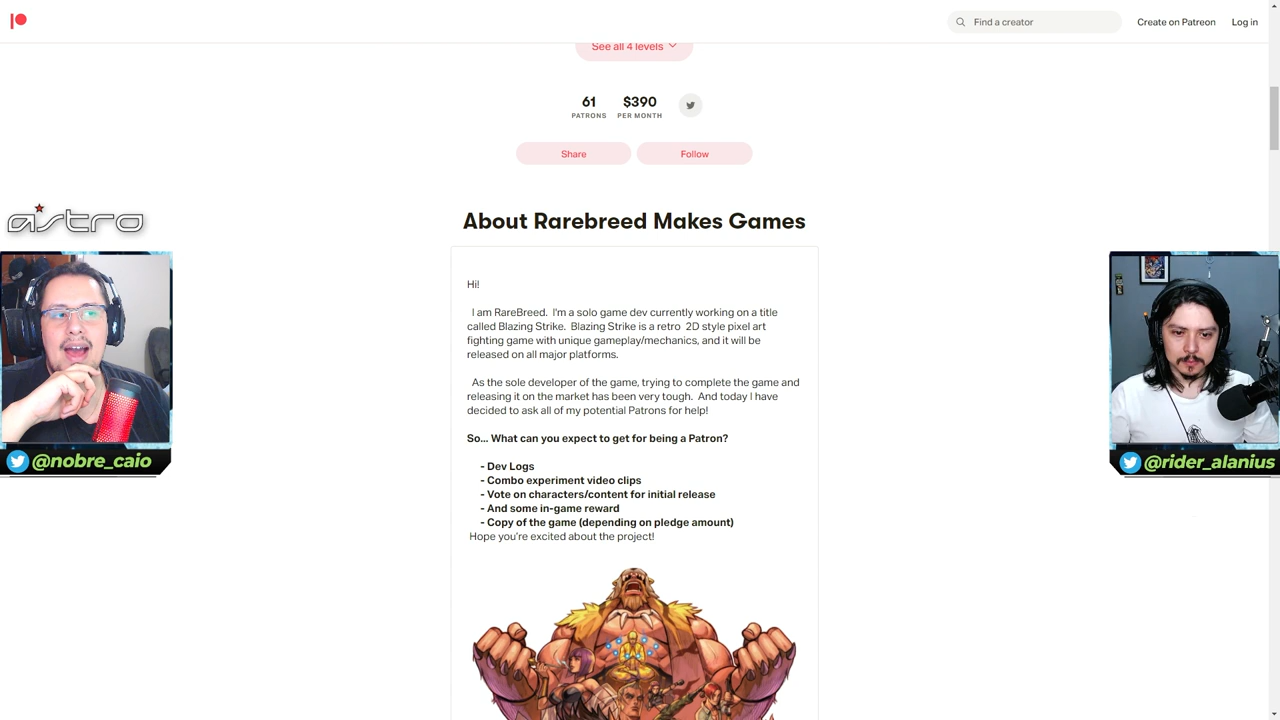 Find a creator
Create on Patreon
Log in
See all 4 levels
61
PATRONS
$390
PER MONTH
Share
Follow
About Rarebreed Makes Games
astro
Hi!
I am RareBreed.  I'm a solo game dev currently working on a title
called Blazing Strike.  Blazing Strike is a retro  2D style pixel art
fighting game with unique gameplay/mechanics, and it will be
released on all major platforms.
As the sole developer of the game, trying to complete the game and
releasing it on the market has been very tough.  And today I have
decided to ask all of my potential Patrons for help!
So... What can you expect to get for being a Patron?
- Dev Logs
- Combo experiment video clips
- Vote on characters/content for initial release
- And some in-game reward
- Copy of the game (depending on pledge amount)
Hope you're excited about the project!
@nobre_caio
@rider_alanius